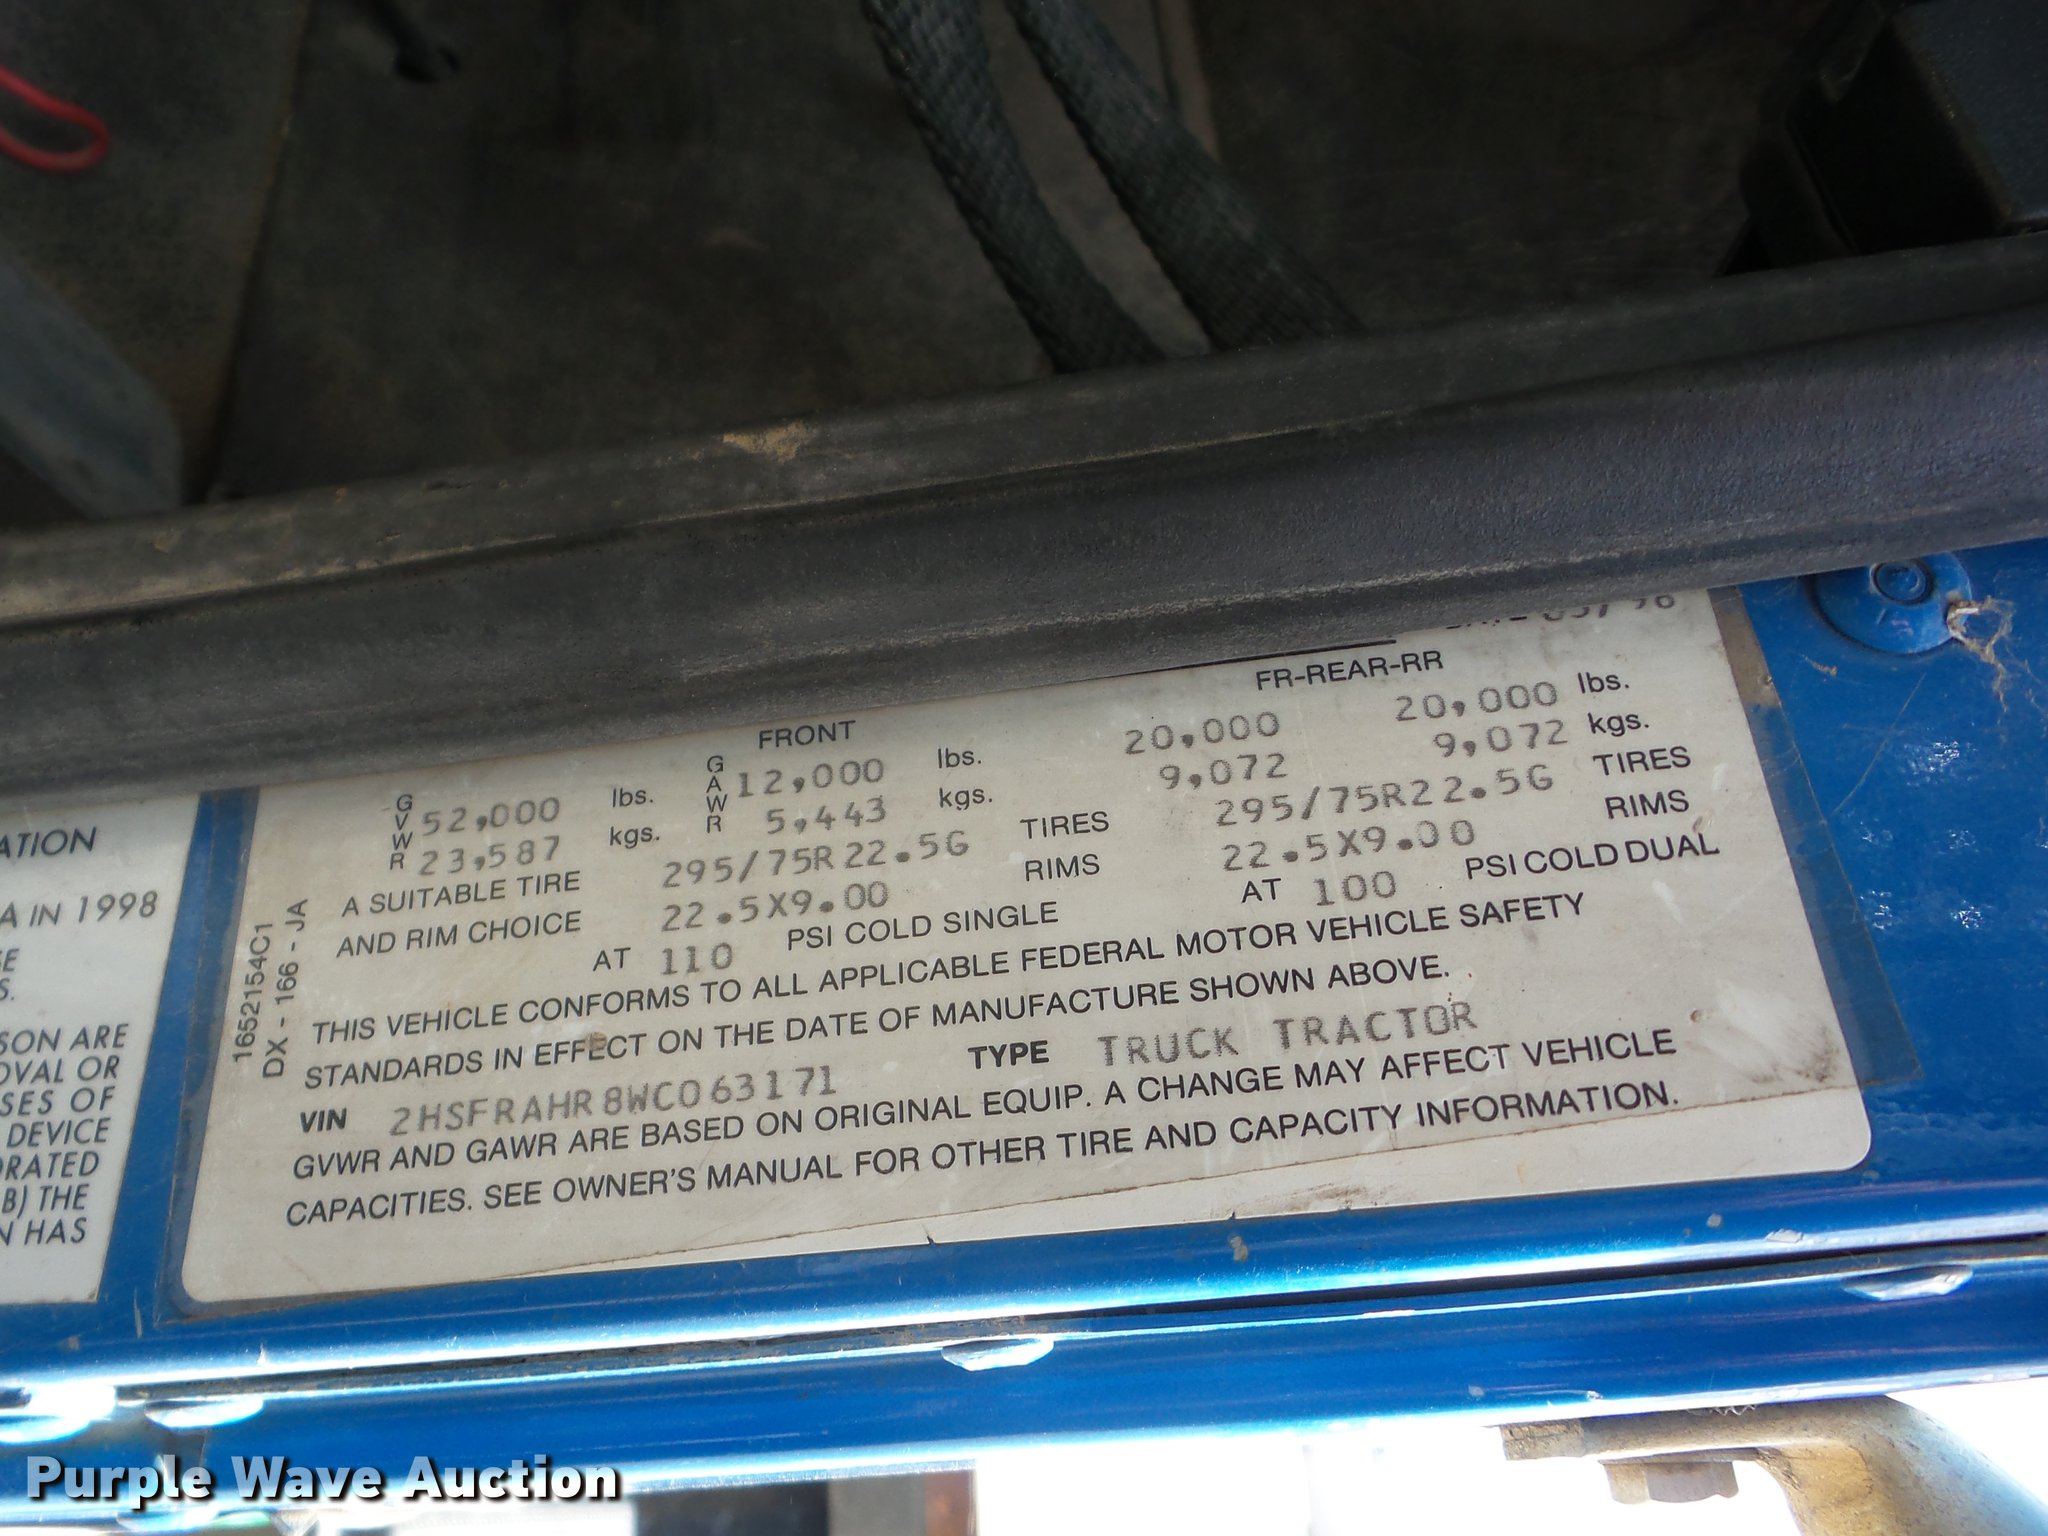 FR-REAR-RR
FRONT
GVWR 52,000 lbs. GAWR 12,000 lbs. 20,000 20,000 lbs.
23,587 kgs. 5,443 kgs. 9,072 9,072 kgs.
A SUITABLE TIRE 295/75R22.5G TIRES 295/75R22.5G TIRES
AND RIM CHOICE 22.5X9.00 RIMS 22.5X9.00 RIMS
AT 110 PSI COLD SINGLE AT 100 PSI COLD DUAL
THIS VEHICLE CONFORMS TO ALL APPLICABLE FEDERAL MOTOR VEHICLE SAFETY
STANDARDS IN EFFECT ON THE DATE OF MANUFACTURE SHOWN ABOVE.
VIN 2HSFRAHR8WC063171 TYPE TRUCK TRACTOR
GVWR AND GAWR ARE BASED ON ORIGINAL EQUIP. A CHANGE MAY AFFECT VEHICLE
CAPACITIES. SEE OWNER'S MANUAL FOR OTHER TIRE AND CAPACITY INFORMATION.
1652154C1
DX - 166 - JA
ATION
A IN 1998
SE
S.
SON ARE
OVAL OR
SES OF
DEVICE
ORATED
B) THE
N HAS
Purple Wave Auction